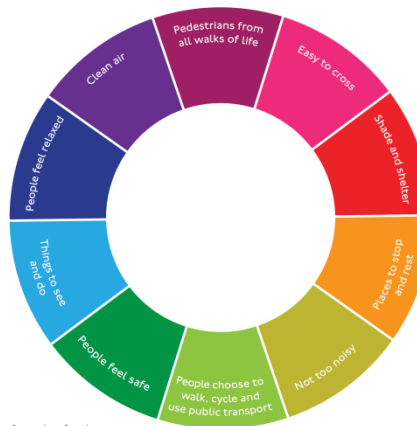 Pedestrians from
all walks of life
Easy to cross
Shade and shelter
Places to stop
and rest
Not too noisy
People choose to
walk, cycle and
use public transport
People feel safe
Things to see
and do
People feel relaxed
Clean air